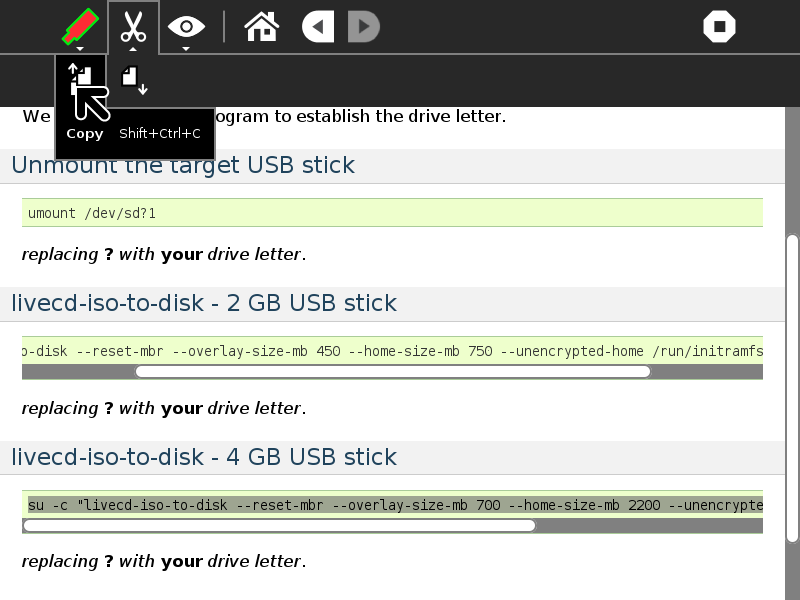 Copy Shift+Ctrl+C
We ogram to establish the drive letter.
Unmount the target USB stick
umount /dev/sd?1
replacing ? with your drive letter.
livecd-iso-to-disk - 2 GB USB stick
o-disk --reset-mbr --overlay-size-mb 450 --home-size-mb 750 --unencrypted-home /run/initramfs
replacing ? with your drive letter.
livecd-iso-to-disk - 4 GB USB stick
su -c "livecd-iso-to-disk --reset-mbr --overlay-size-mb 700 --home-size-mb 2200 --unencrypte
replacing ? with your drive letter.